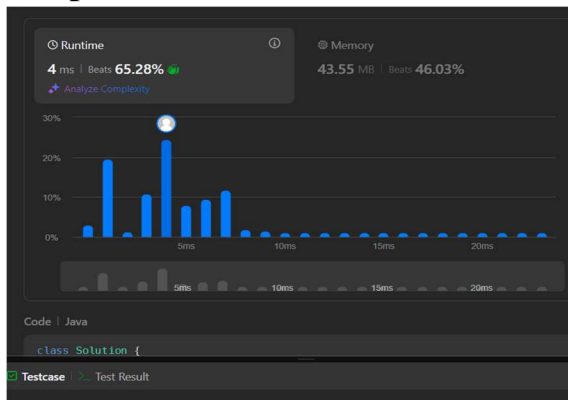 Runtime
4 ms | Beats 65.28%
Analyze Complexity
Memory
43.55 MB | Beats 46.03%
30%
20%
10%
0%
5ms 10ms 15ms 20ms
5ms 10ms 15ms 20ms
Code | Java
class Solution {
Testcase | >_ Test Result